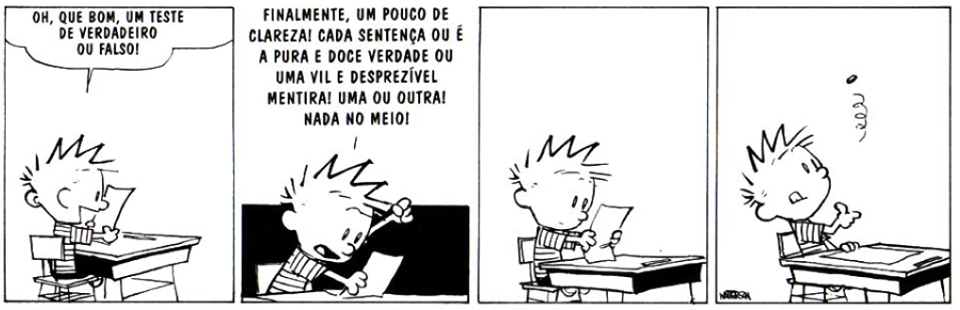 OH, QUE BOM, UM TESTE
DE VERDADEIRO
OU FALSO!
FINALMENTE, UM POUCO DE
CLAREZA! CADA SENTENÇA OU É
A PURA E DOCE VERDADE OU
UMA VIL E DESPREZÍVEL
MENTIRA! UMA OU OUTRA!
NADA NO MEIO!